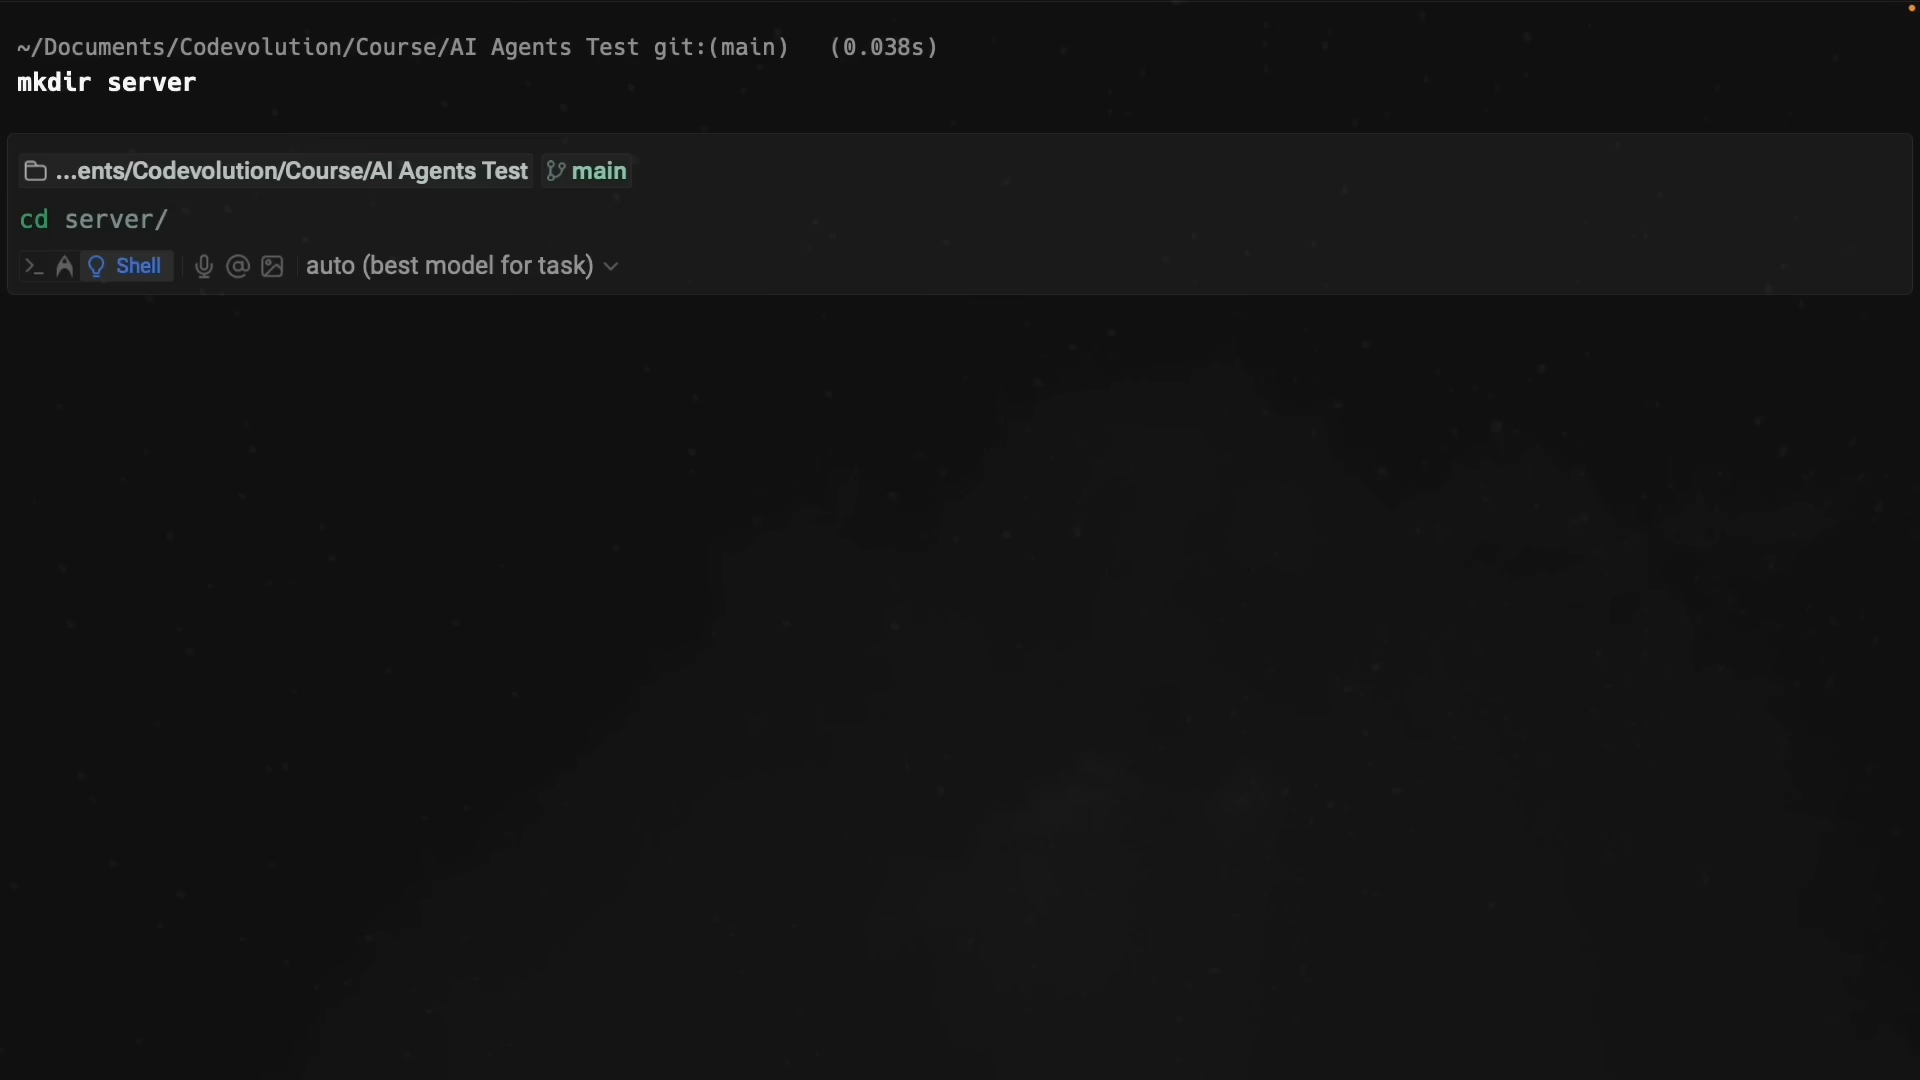 ~/Documents/Codevolution/Course/AI Agents Test git:(main) (0.038s)
mkdir server
...ents/Codevolution/Course/AI Agents Test main
cd server/
Shell auto (best model for task)